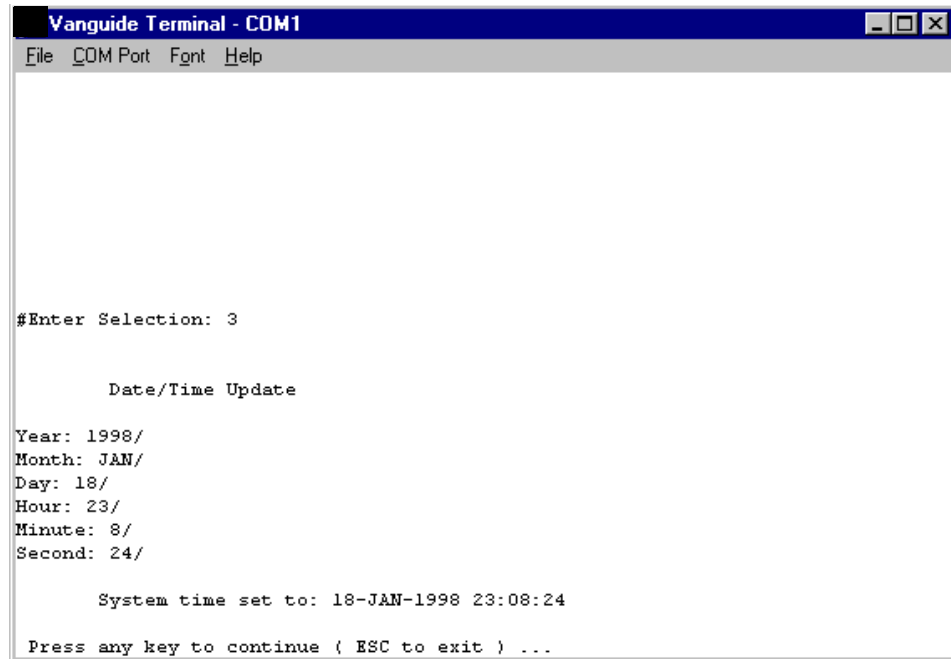 Vanguide Terminal - COM1
File COM Port Font Help
#Enter Selection: 3
Date/Time Update
Year: 1998/
Month: JAN/
Day: 18/
Hour: 23/
Minute: 8/
Second: 24/
System time set to: 18-JAN-1998 23:08:24
Press any key to continue ( ESC to exit ) ...